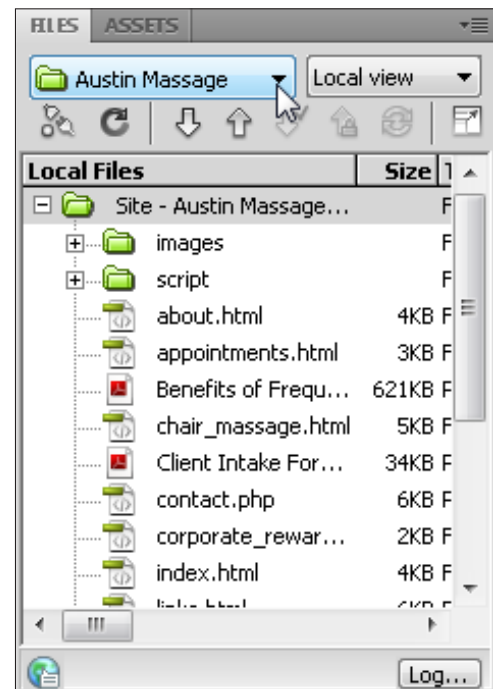 FILES ASSETS
Austin Massage Local view
Local Files Size T
Site - Austin Massage... F
images F
script F
about.html 4KB F
appointments.html 3KB F
Benefits of Frequ... 621KB F
chair_massage.html 5KB F
Client Intake For... 34KB F
contact.php 6KB F
corporate_rewar... 2KB F
index.html 4KB F
Log...